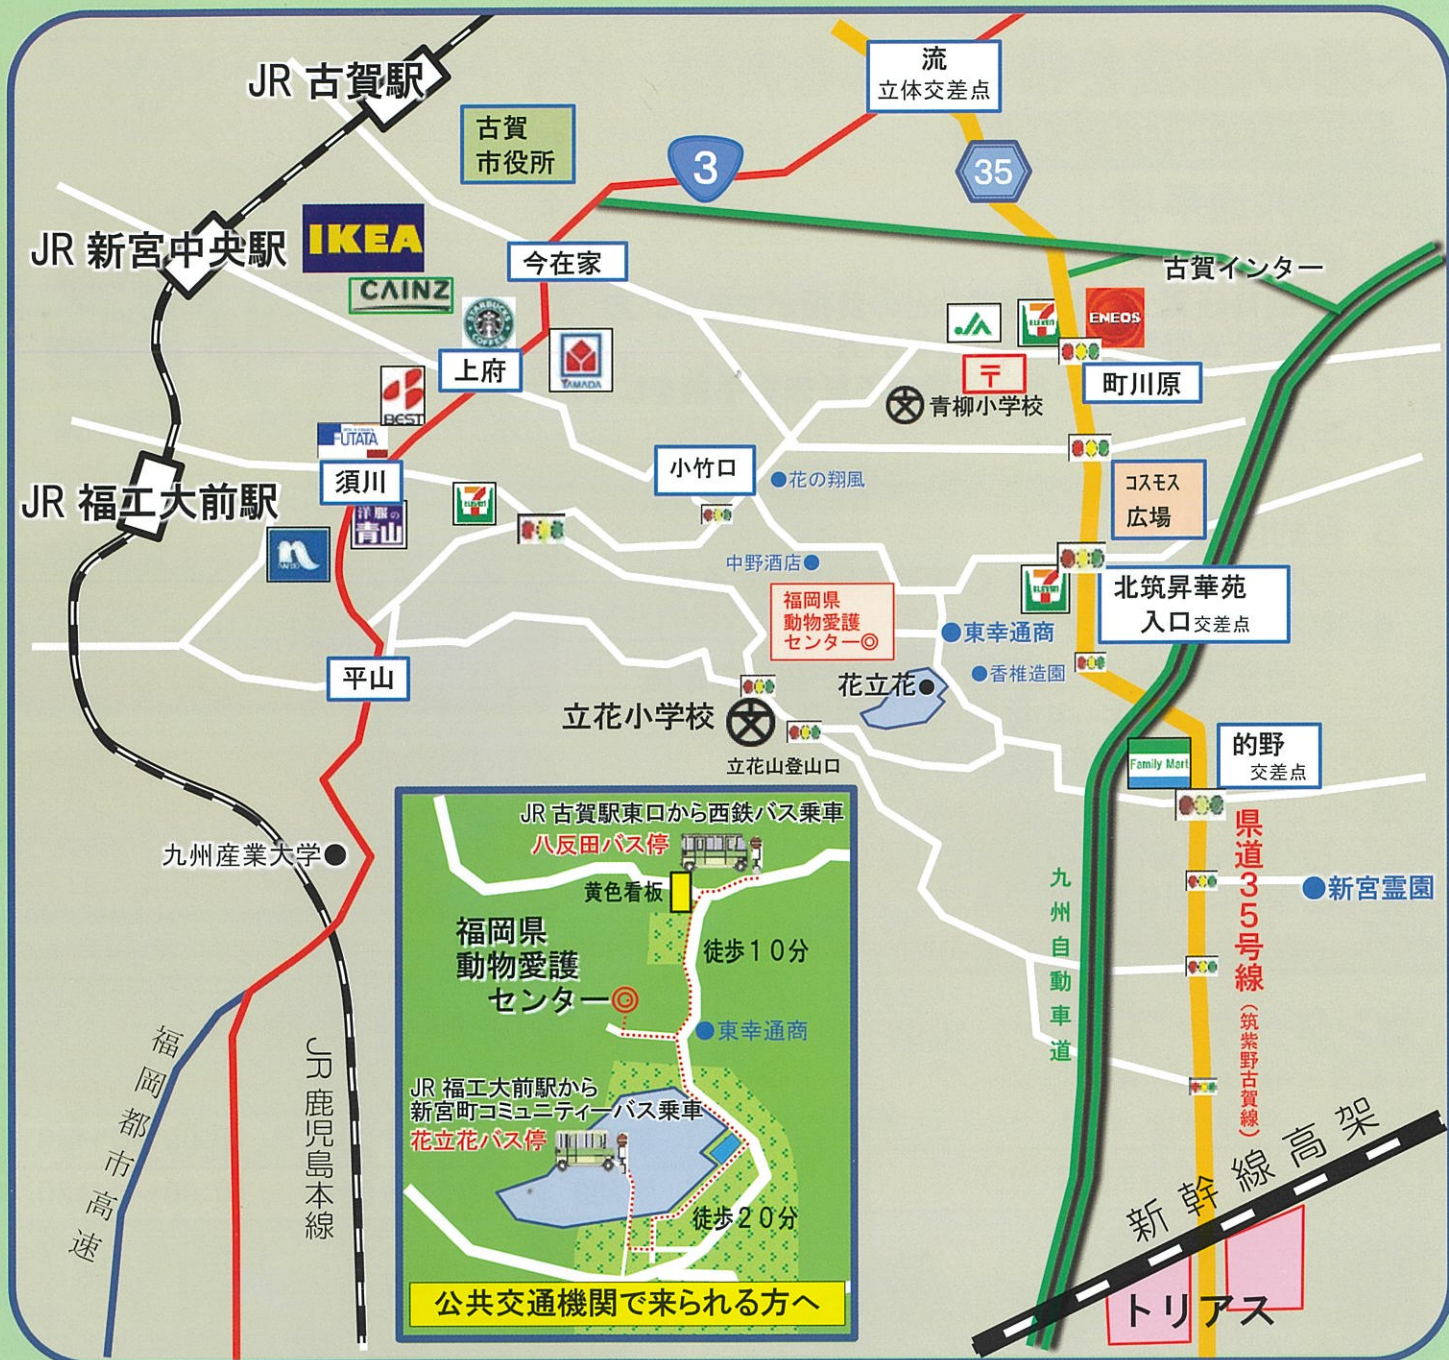 JR 古賀駅
流
立体交差点
古賀
市役所
3
35
JR 新宮中央駅
IKEA
今在家
古賀インター
CAINZ
STARBUCKS
COFFEE
JA
ELEVEN
ENEOS
上府
YAMADA
〒
町川原
BEST
青柳小学校
FUTATA
小竹口
花の翔風
須川
コスモス
広場
JR 福工大前駅
洋服の
青山
中野酒店
福岡県
動物愛護
センター
北筑昇華苑
入口交差点
東幸通商
香椎造園
平山
花立花
立花小学校
立花山登山口
Family Mart
的野
交差点
九州産業大学
県道35号線(筑紫野古賀線)
新宮霊園
九州自動車道
JR 古賀駅東口から西鉄バス乗車
八反田バス停
黄色看板
福岡県
動物愛護
センター
徒歩10分
東幸通商
JR 福工大前駅から
新宮町コミュニティーバス乗車
花立花バス停
徒歩20分
公共交通機関で来られる方へ
福岡都市高速
JR鹿児島本線
新幹線高架
トリアス